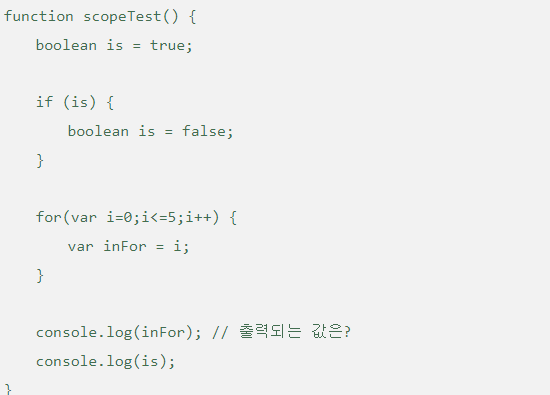 function scopeTest() {
boolean is = true;
if (is) {
boolean is = false;
}
for(var i=0;i<=5;i++) {
var inFor = i;
}
console.log(inFor); // 출력되는 값은?
console.log(is);
}